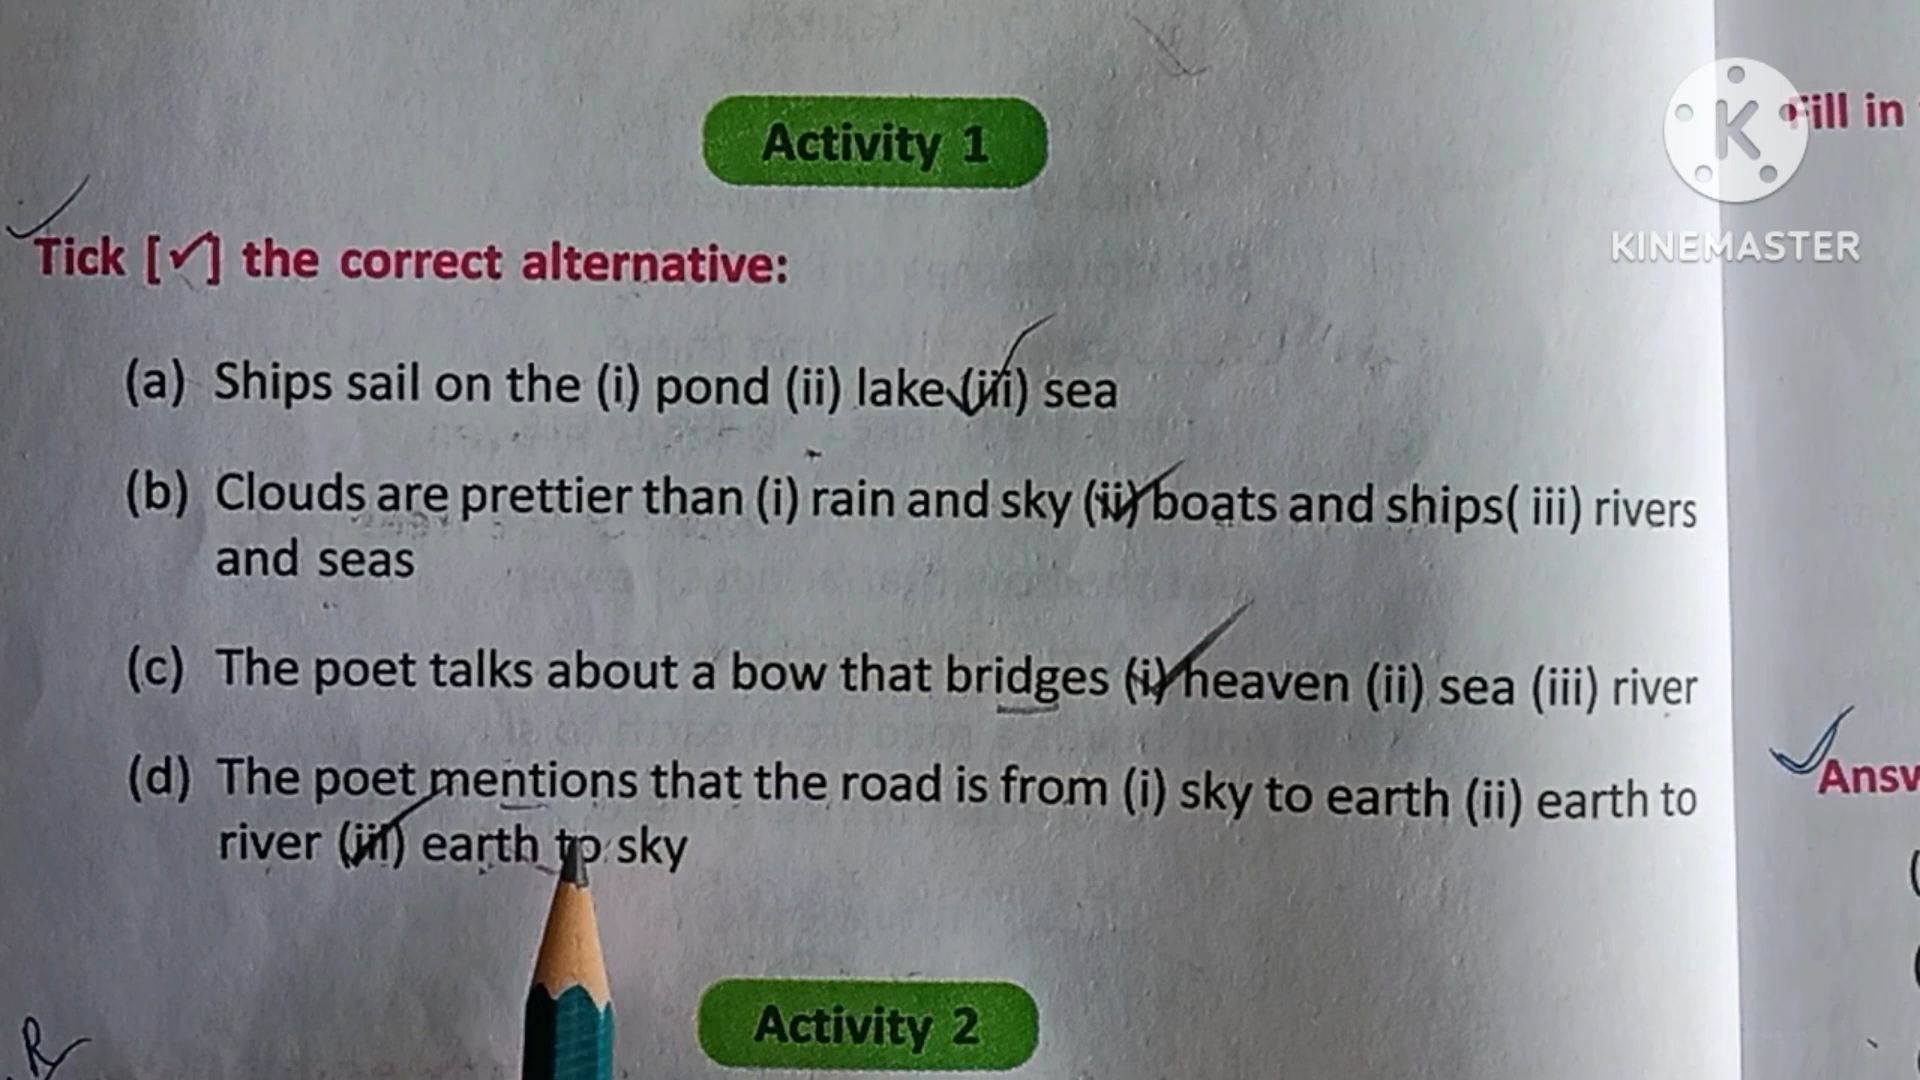 Activity 1
Fill in
K
KINEMASTER
Tick [✓] the correct alternative:
(a) Ships sail on the (i) pond (ii) lake (iii) sea
(b) Clouds are prettier than (i) rain and sky (ii) boats and ships( iii) rivers
and seas
(c) The poet talks about a bow that bridges (i) heaven (ii) sea (iii) river
(d) The poet mentions that the road is from (i) sky to earth (ii) earth to
river (iii) earth to sky
Activity 2
R